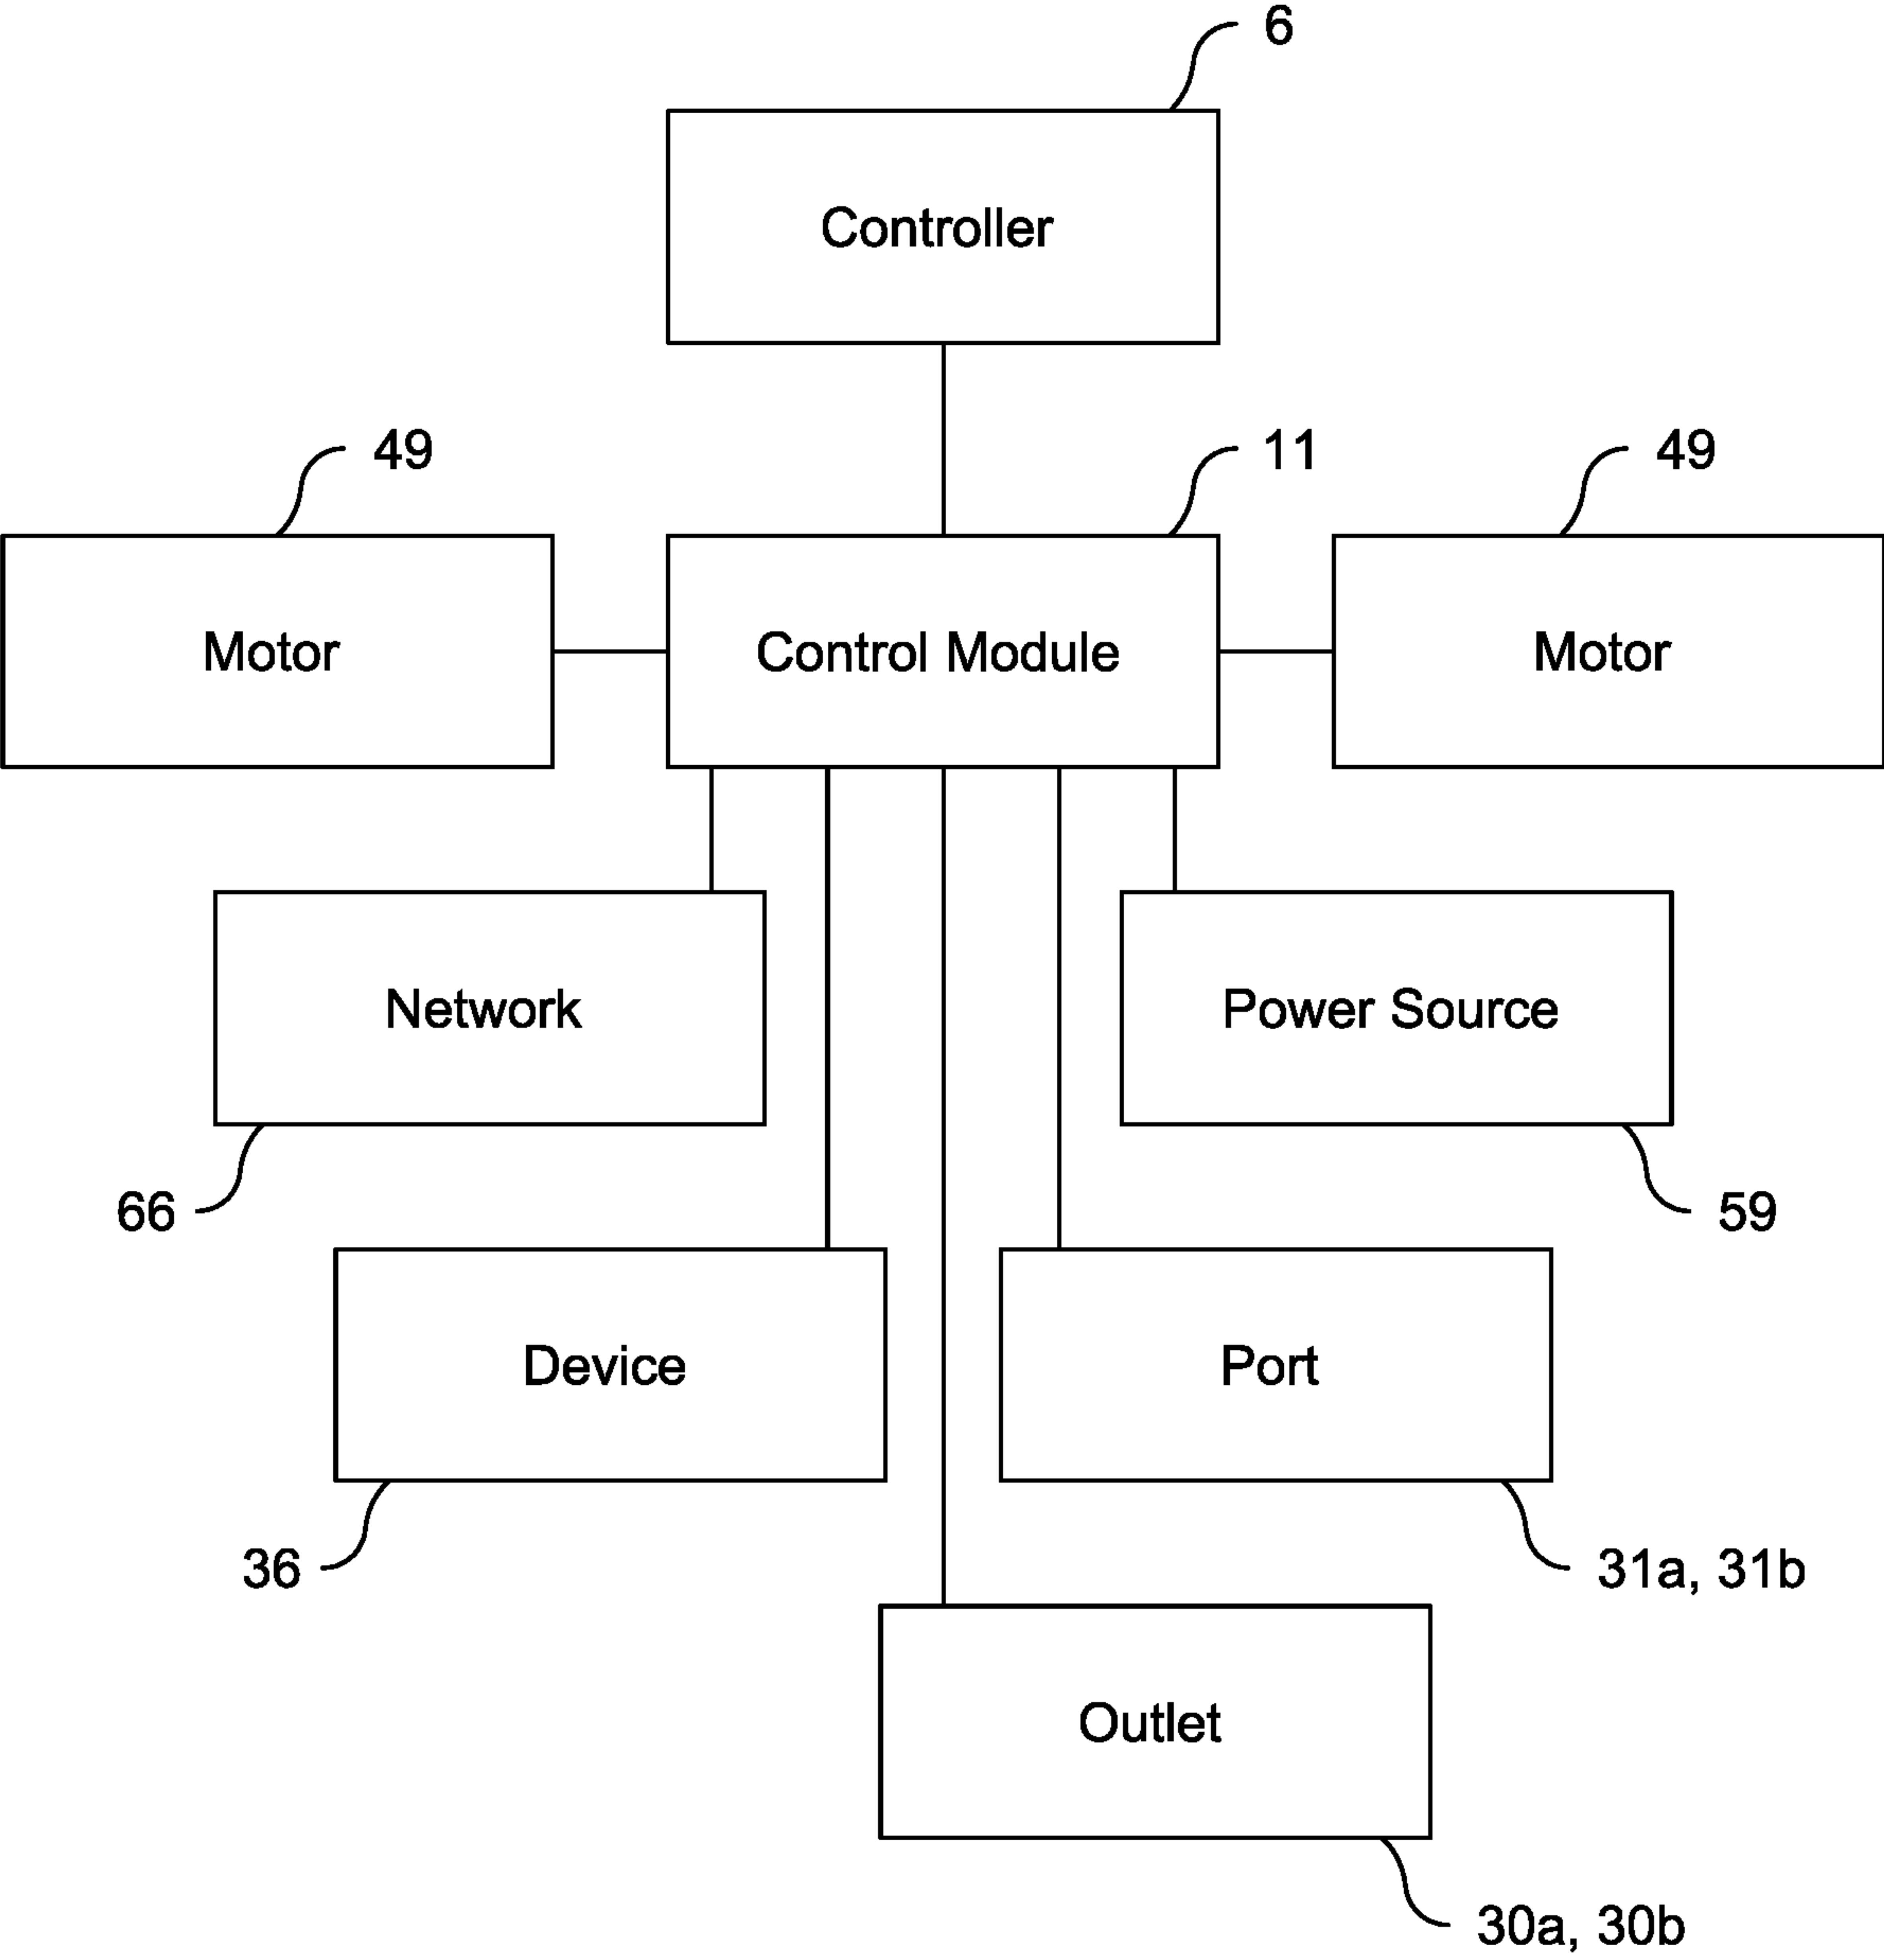 6
Controller
49
11
49
Motor
Control Module
Motor
Network
Power Source
66
59
Device
Port
36
31a, 31b
Outlet
30a, 30b